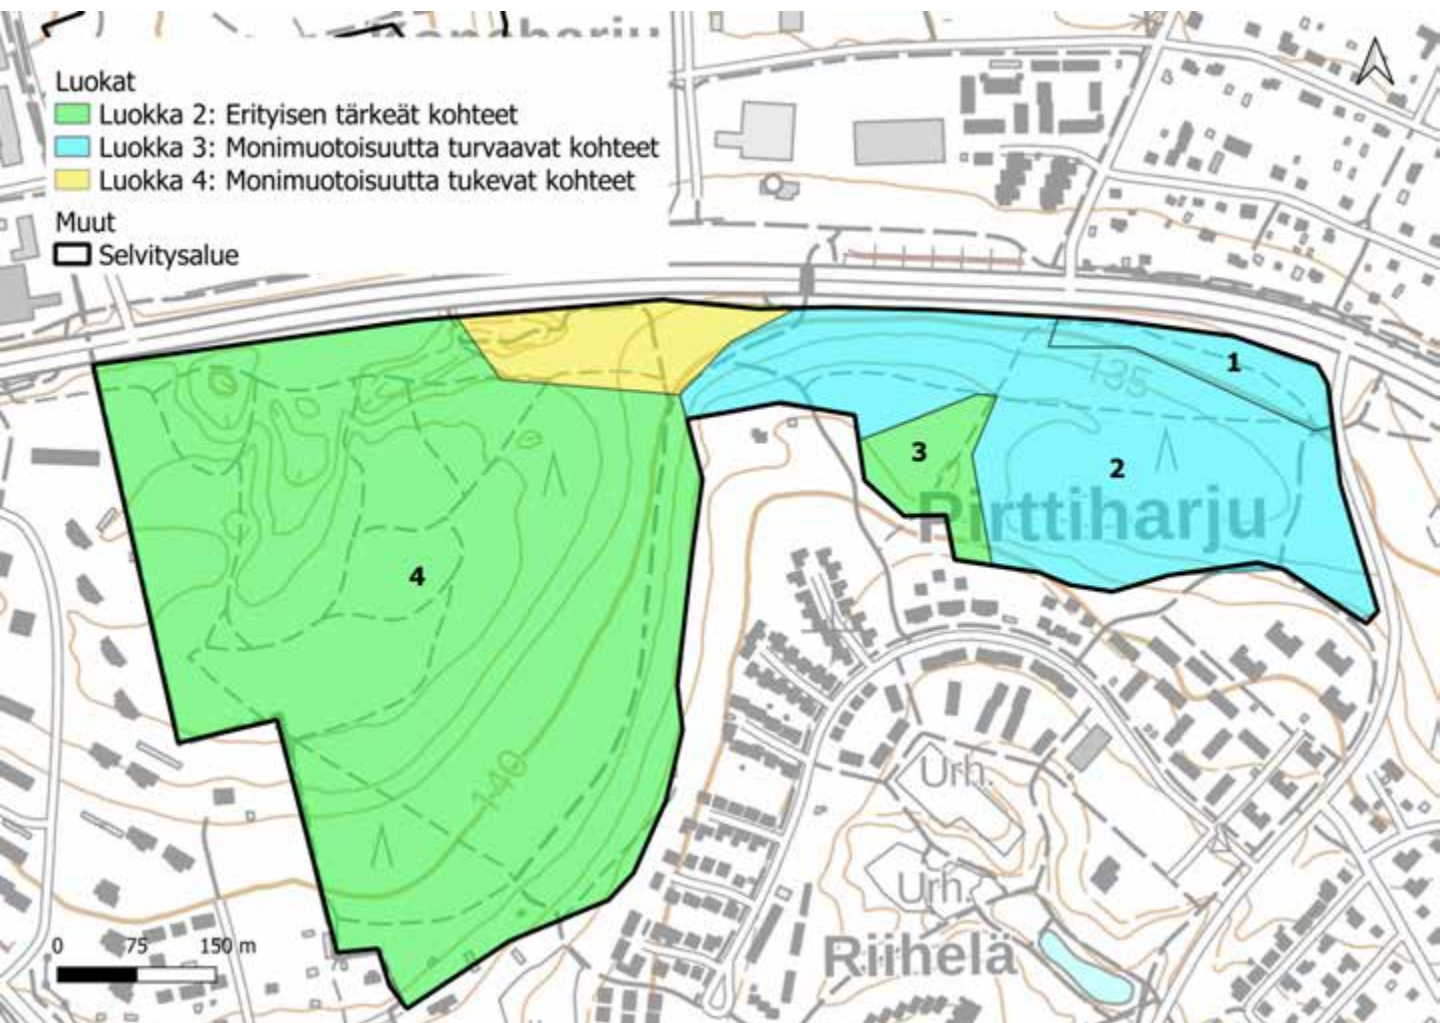 Luokat
Luokka 2: Erityisen tärkeät kohteet
Luokka 3: Monimuotoisuutta turvaavat kohteet
Luokka 4: Monimuotoisuutta tukevat kohteet
Muut
Selvitysalue
1
135
3
2
Pirttiharju
4
140
Urh.
Urh.
Riihelä
0 75 150 m